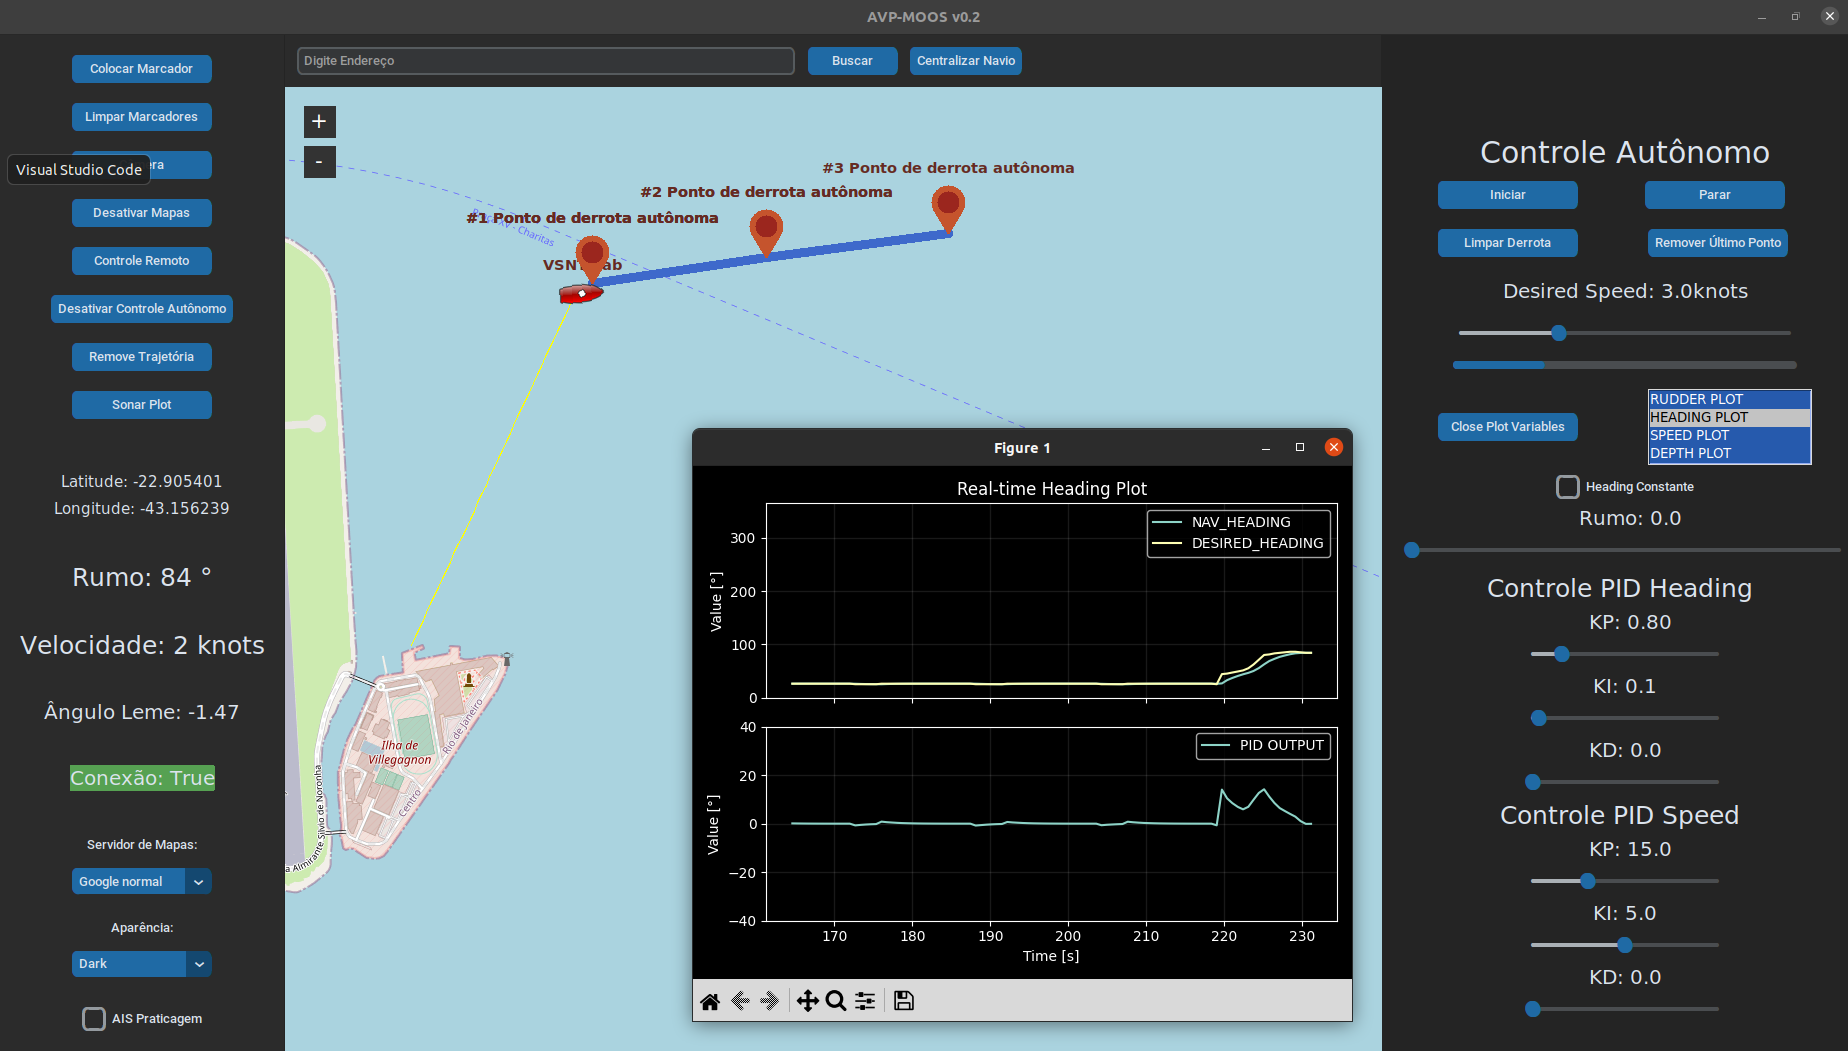 AVP-MOOS v0.2
Colocar Marcador
Limpar Marcadores
Visual Studio Code
Desativar Mapas
Controle Remoto
Desativar Controle Autônomo
Remove Trajetória
Sonar Plot
Latitude: -22.905401
Longitude: -43.156239
Rumo: 84 °
Velocidade: 2 knots
Ângulo Leme: -1.47
Conexão: True
Servidor de Mapas:
Google normal
Aparência:
Dark
AIS Praticagem
Digite Endereço
Buscar
Centralizar Navio
+
-
#3 Ponto de derrota autônoma
#2 Ponto de derrota autônoma
#1 Ponto de derrota autônoma
- Charitas
Ilha de
Villegagnon
Rio de Janeiro
Centro
a Almirante Sílvio de Noronha
Figure 1
Real-time Heading Plot
NAV_HEADING
DESIRED_HEADING
Value [°]
300
200
100
0
PID OUTPUT
Value [°]
40
20
0
−20
−40
170 180 190 200 210 220 230
Time [s]
Controle Autônomo
Iniciar
Parar
Limpar Derrota
Remover Último Ponto
Desired Speed: 3.0knots
Close Plot Variables
RUDDER PLOT
HEADING PLOT
SPEED PLOT
DEPTH PLOT
Heading Constante
Rumo: 0.0
Controle PID Heading
KP: 0.80
KI: 0.1
KD: 0.0
Controle PID Speed
KP: 15.0
KI: 5.0
KD: 0.0